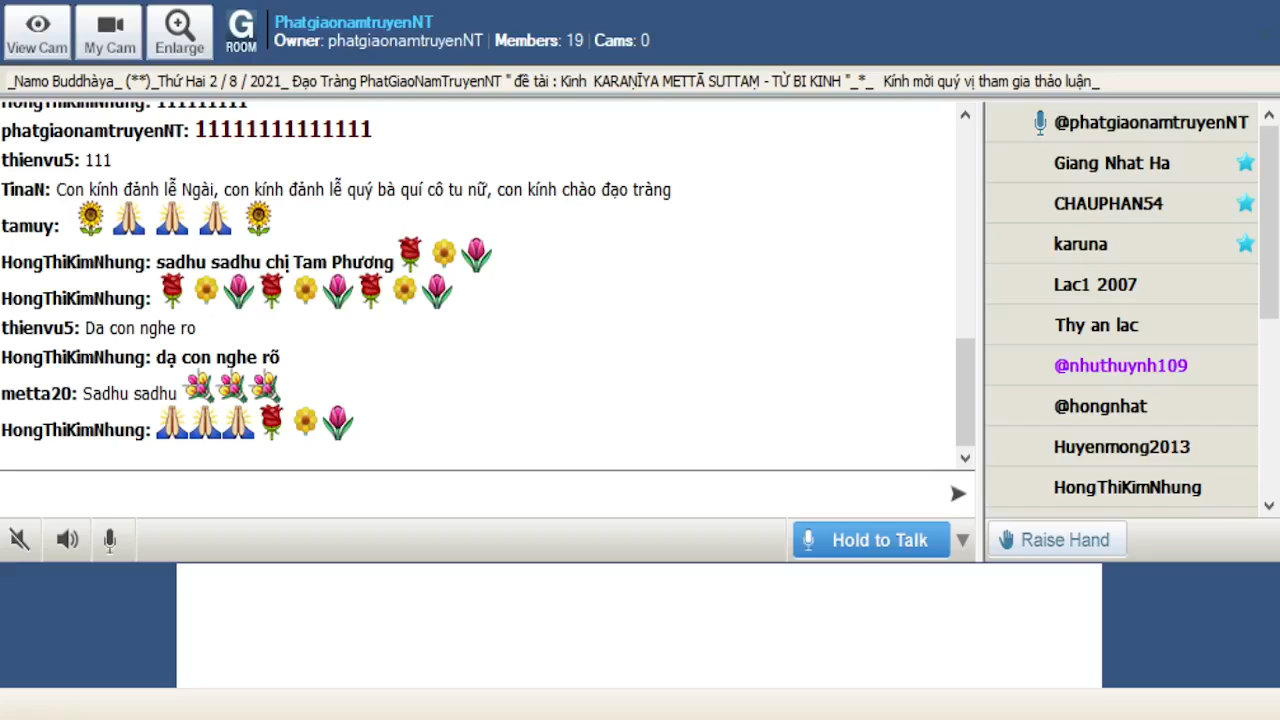 View Cam
My Cam
Enlarge
G
ROOM
PhatgiaonamtruyenNT
Owner: phatgiaonamtruyenNT | Members: 19 | Cams: 0
_Namo Buddhàya_ (**)_Thứ Hai 2 / 8 / 2021_ Đạo Tràng PhatGiaoNamTruyenNT " đề tài : Kinh KARAṆĪYA METTĀ SUTTAṂ - TỪ BI KINH "_*_ Kính mời quý vị tham gia thảo luận_
HongThiKimNhung: 111111111
phatgiaonamtruyenNT: 11111111111111
thienvu5: 111
TinaN: Con kính đảnh lễ Ngài, con kính đảnh lễ quý bà quí cô tu nữ, con kính chào đạo tràng
tamuy:
HongThiKimNhung: sadhu sadhu chị Tam Phương
HongThiKimNhung:
thienvu5: Da con nghe ro
HongThiKimNhung: dạ con nghe rõ
metta20: Sadhu sadhu
HongThiKimNhung:
Hold to Talk
@phatgiaonamtruyenNT
Giang Nhat Ha
CHAUPHAN54
karuna
Lac1 2007
Thy an lac
@nhuthuynh109
@hongnhat
Huyenmong2013
HongThiKimNhung
Raise Hand